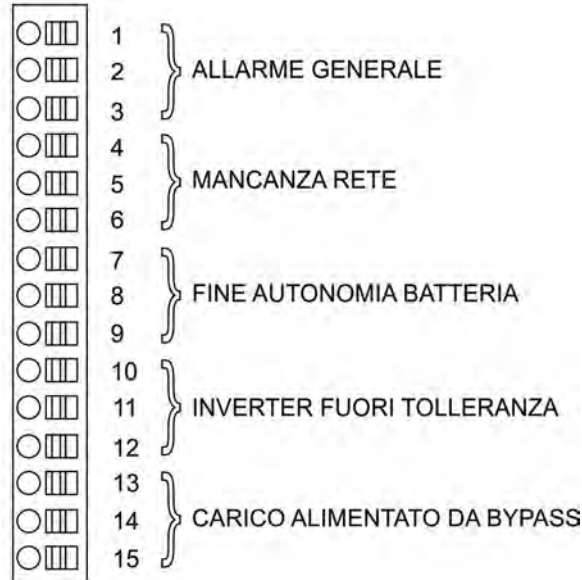 1
2 ALLARME GENERALE
3
4
5 MANCANZA RETE
6
7
8 FINE AUTONOMIA BATTERIA
9
10
11 INVERTER FUORI TOLLERANZA
12
13
14 CARICO ALIMENTATO DA BYPASS
15